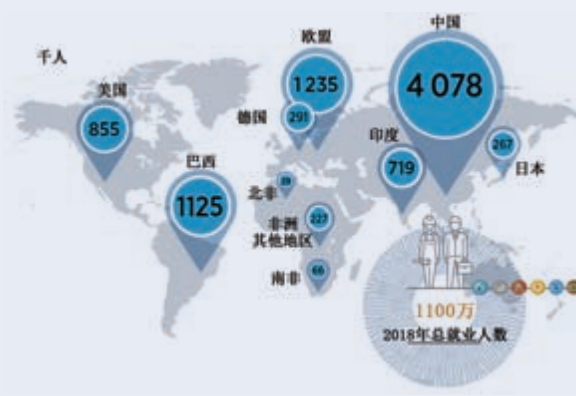 千人
中国
4 078
欧盟
1 235
美国
855
德国
291
印度
719
267
日本
巴西
1125
北非
非洲
其他地区
227
南非
66
1100万
2018年总就业人数